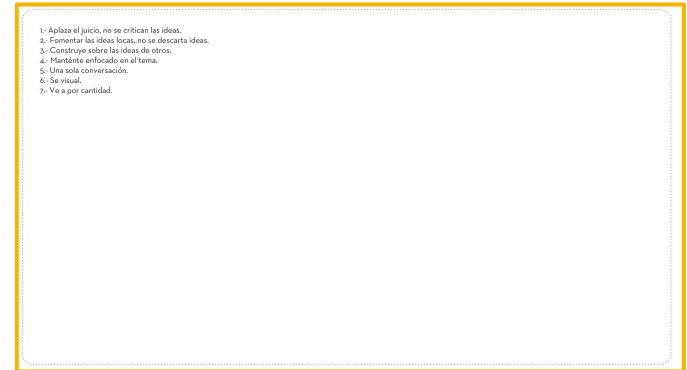 1.- Aplaza el juicio, no se critican las ideas.
2.- Fomentar las ideas locas, no se descarta ideas.
3.- Construye sobre las ideas de otros.
4.- Manténte enfocado en el tema.
5.- Una sola conversación.
6.- Se visual.
7.- Ve a por cantidad.